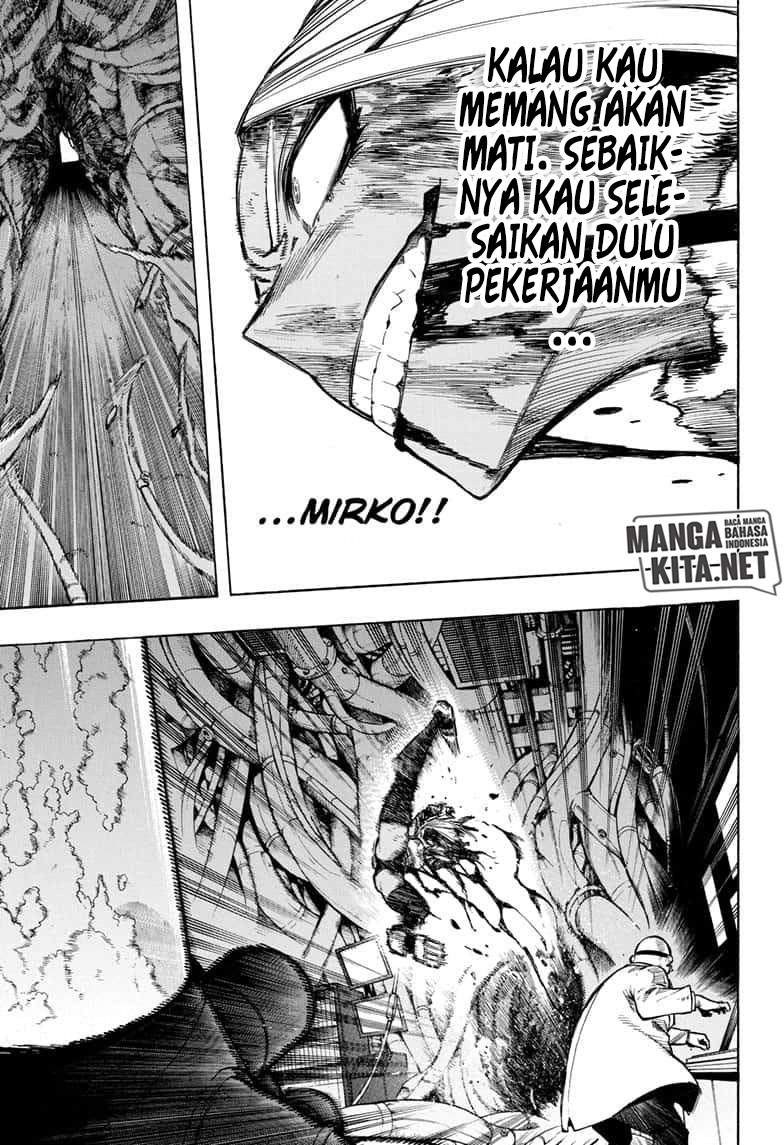 KALAU KAU
MEMANG AKAN
MATI. SEBAIK-
NYA KAU SELE-
SAIKAN DULU
PEKERJAANMU
...
...MIRKO!!
MANGA
KITA.NET
BACA MANGA
BAHASA
INDONESIA